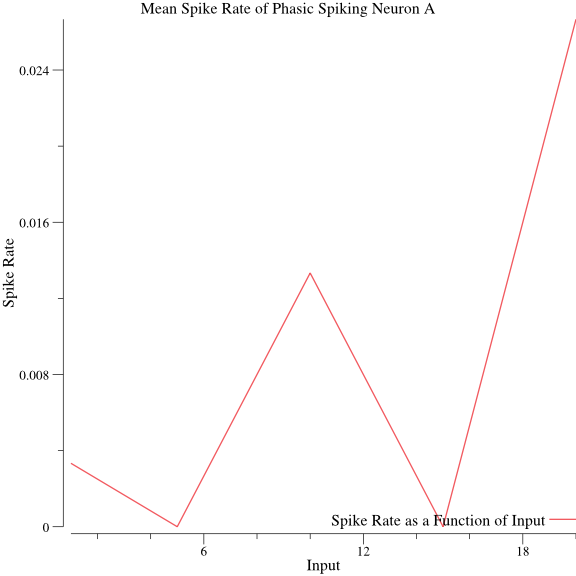 Mean Spike Rate of Phasic Spiking Neuron A
0.024
0.016
Spike Rate
0.008
0
Spike Rate as a Function of Input
6
12
18
Input